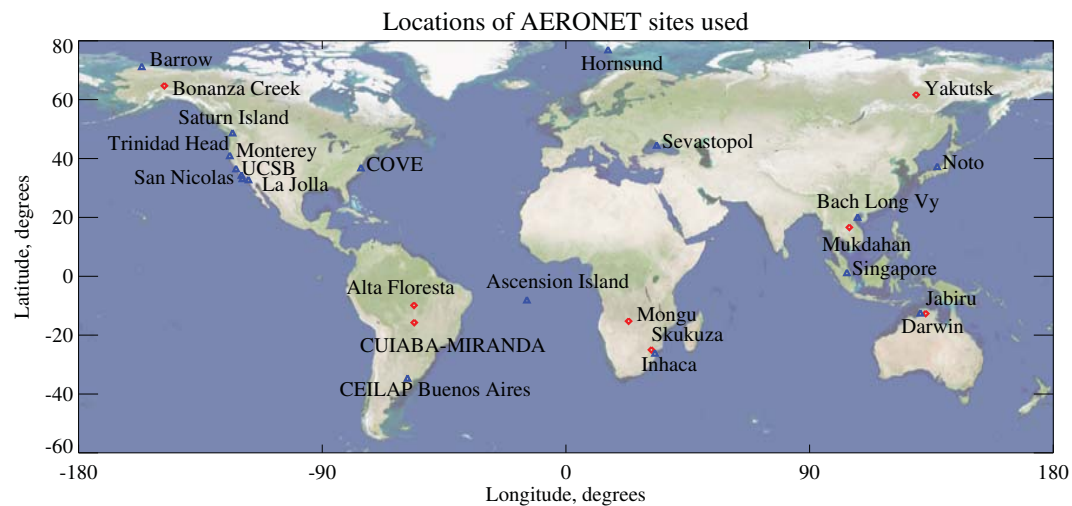 Locations of AERONET sites used
80
60
40
20
0
-20
-40
-60
Latitude, degrees
Barrow
Hornsund
Bonanza Creek
Yakutsk
Saturn Island
Trinidad Head
Monterey
Sevastopol
UCSB
COVE
Noto
San Nicolas
La Jolla
Bach Long Vy
Mukdahan
Singapore
Alta Floresta
Ascension Island
Jabiru
Mongu
Darwin
Skukuza
CUIABA-MIRANDA
Inhaca
CEILAP Buenos Aires
-180
-90
0
90
180
Longitude, degrees